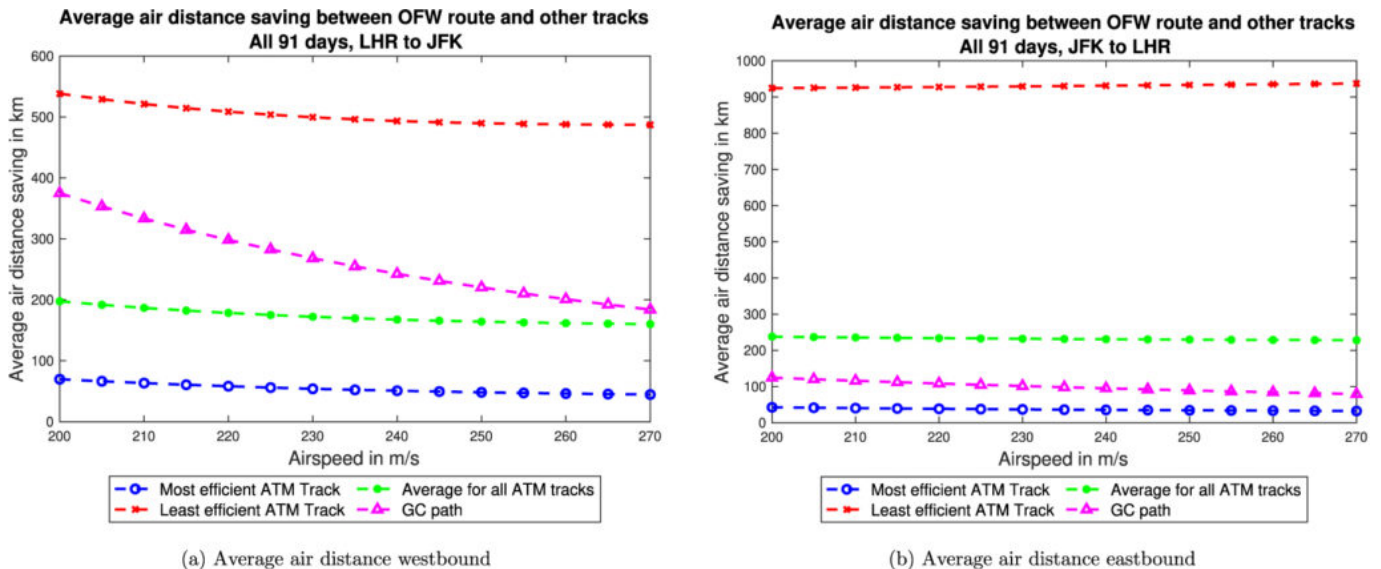 Average air distance saving between OFW route and other tracks
All 91 days, LHR to JFK
600
500
400
300
200
100
0
Average air distance saving in km
200 210 220 230 240 250 260 270
Airspeed in m/s
Most efficient ATM Track
Average for all ATM tracks
Least efficient ATM Track
GC path
(a) Average air distance westbound
Average air distance saving between OFW route and other tracks
All 91 days, JFK to LHR
1000
900
800
700
600
500
400
300
200
100
0
Average air distance saving in km
200 210 220 230 240 250 260 270
Airspeed in m/s
Most efficient ATM Track
Average for all ATM tracks
Least efficient ATM Track
GC path
(b) Average air distance eastbound